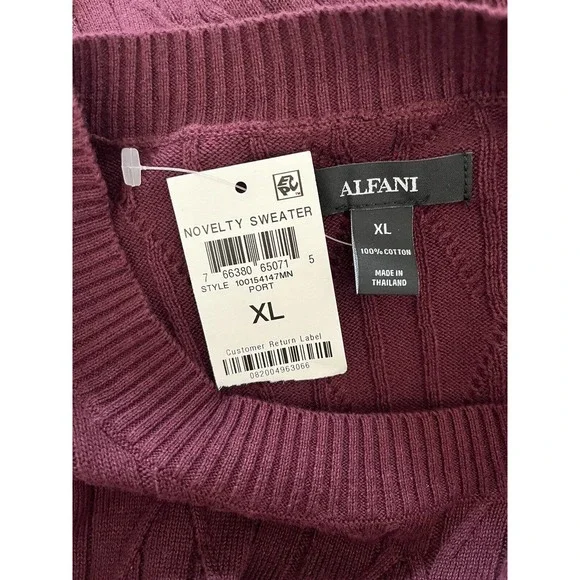 NOVELTY SWEATER
7 66380 65071 5
STYLE 100154147MN
PORT
XL
Customer Return Label
082004963066
ALFANI
XL
100% COTTON
MADE IN
THAILAND